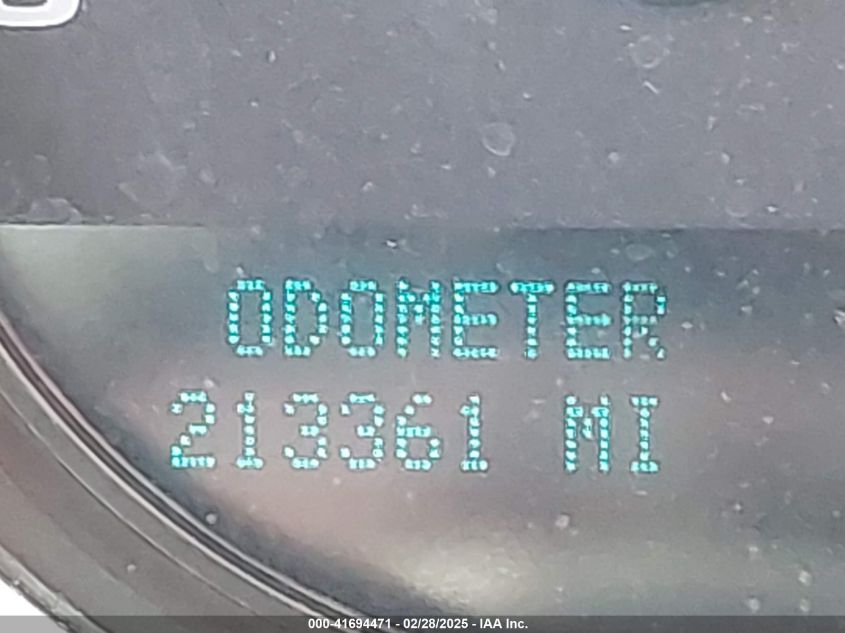 ODOMETER
213361 MI
000-41694471 - 02/28/2025 - IAA Inc.